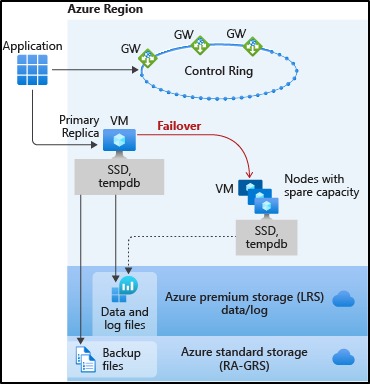 Azure Region
Application
GW
GW
GW
Control Ring
Primary
Replica
VM
Failover
SSD,
tempdb
VM
Nodes with
spare capacity
SSD,
tempdb
Data and
log files
Azure premium storage (LRS)
data/log
Backup
files
Azure standard storage
(RA-GRS)